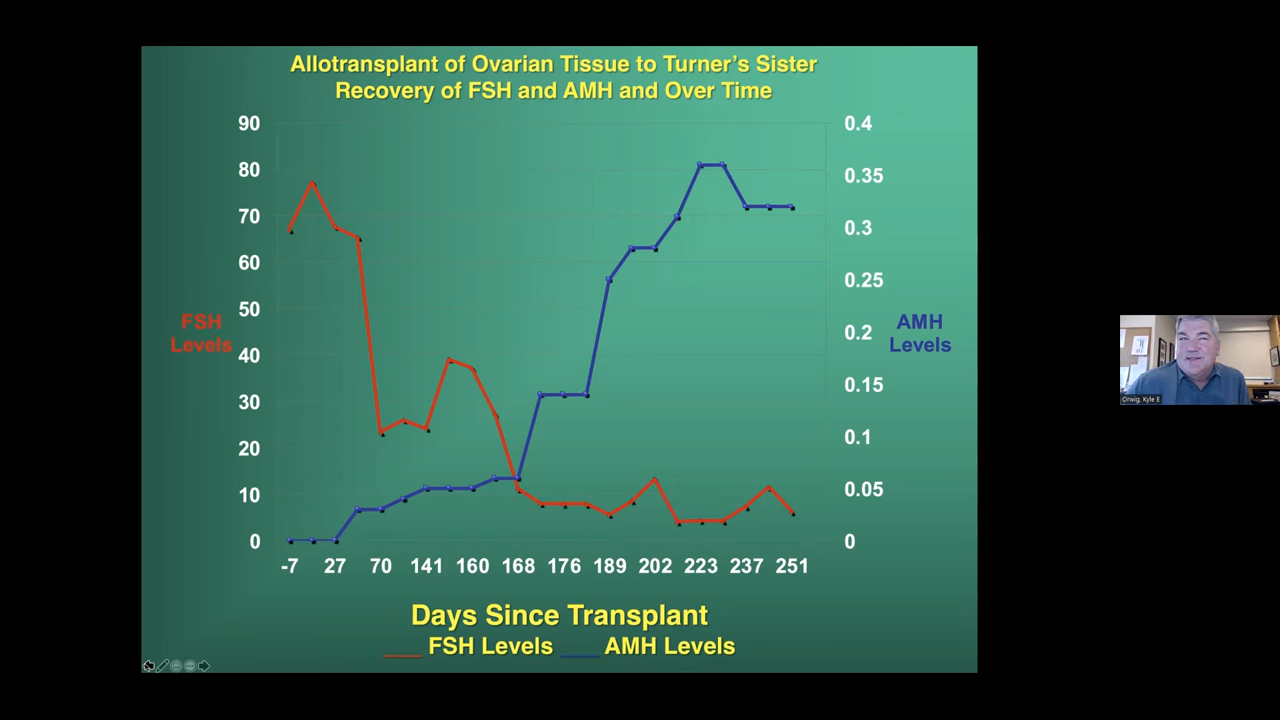 Allotransplant of Ovarian Tissue to Turner's Sister
Recovery of FSH and AMH and Over Time
90
80
70
60
50
40
30
20
10
0
FSH
Levels
0.4
0.35
0.3
0.25
0.2
0.15
0.1
0.05
0
AMH
Levels
-7 27 70 141 160 168 176 189 202 223 237 251
Days Since Transplant
FSH Levels AMH Levels
Orwig, Kyle E